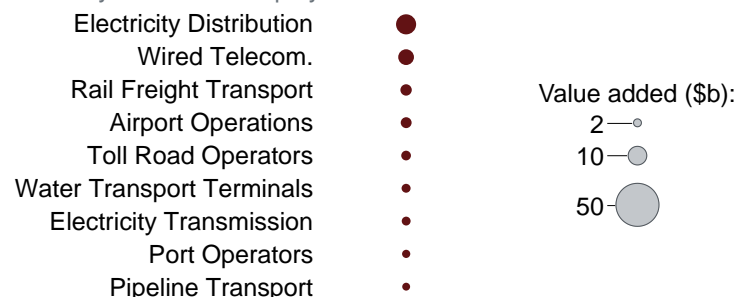 Electricity Distribution
Wired Telecom.
Rail Freight Transport
Airport Operations
Toll Road Operators
Water Transport Terminals
Electricity Transmission
Port Operators
Pipeline Transport
Value added ($b):
2
10
50